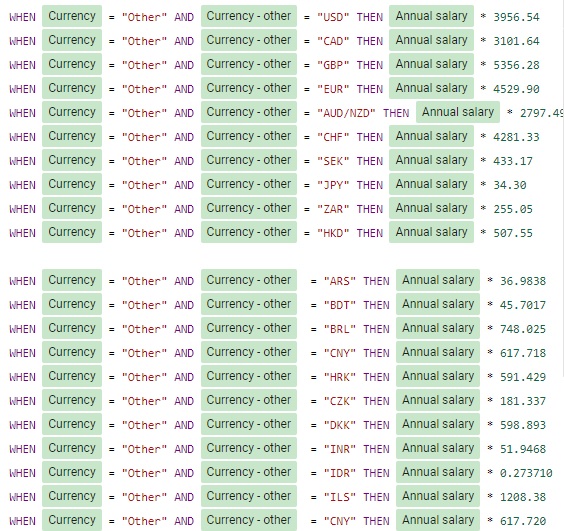 WHEN Currency = "Other" AND Currency - other = "USD" THEN Annual salary * 3956.54
WHEN Currency = "Other" AND Currency - other = "CAD" THEN Annual salary * 3101.64
WHEN Currency = "Other" AND Currency - other = "GBP" THEN Annual salary * 5356.28
WHEN Currency = "Other" AND Currency - other = "EUR" THEN Annual salary * 4529.90
WHEN Currency = "Other" AND Currency - other = "AUD/NZD" THEN Annual salary * 2797.49
WHEN Currency = "Other" AND Currency - other = "CHF" THEN Annual salary * 4281.33
WHEN Currency = "Other" AND Currency - other = "SEK" THEN Annual salary * 433.17
WHEN Currency = "Other" AND Currency - other = "JPY" THEN Annual salary * 34.30
WHEN Currency = "Other" AND Currency - other = "ZAR" THEN Annual salary * 255.05
WHEN Currency = "Other" AND Currency - other = "HKD" THEN Annual salary * 507.55
WHEN Currency = "Other" AND Currency - other = "ARS" THEN Annual salary * 36.9838
WHEN Currency = "Other" AND Currency - other = "BDT" THEN Annual salary * 45.7017
WHEN Currency = "Other" AND Currency - other = "BRL" THEN Annual salary * 748.025
WHEN Currency = "Other" AND Currency - other = "CNY" THEN Annual salary * 617.718
WHEN Currency = "Other" AND Currency - other = "HRK" THEN Annual salary * 591.429
WHEN Currency = "Other" AND Currency - other = "CZK" THEN Annual salary * 181.337
WHEN Currency = "Other" AND Currency - other = "DKK" THEN Annual salary * 598.893
WHEN Currency = "Other" AND Currency - other = "INR" THEN Annual salary * 51.9468
WHEN Currency = "Other" AND Currency - other = "IDR" THEN Annual salary * 0.273710
WHEN Currency = "Other" AND Currency - other = "ILS" THEN Annual salary * 1208.38
WHEN Currency = "Other" AND Currency - other = "CNY" THEN Annual salary * 617.720